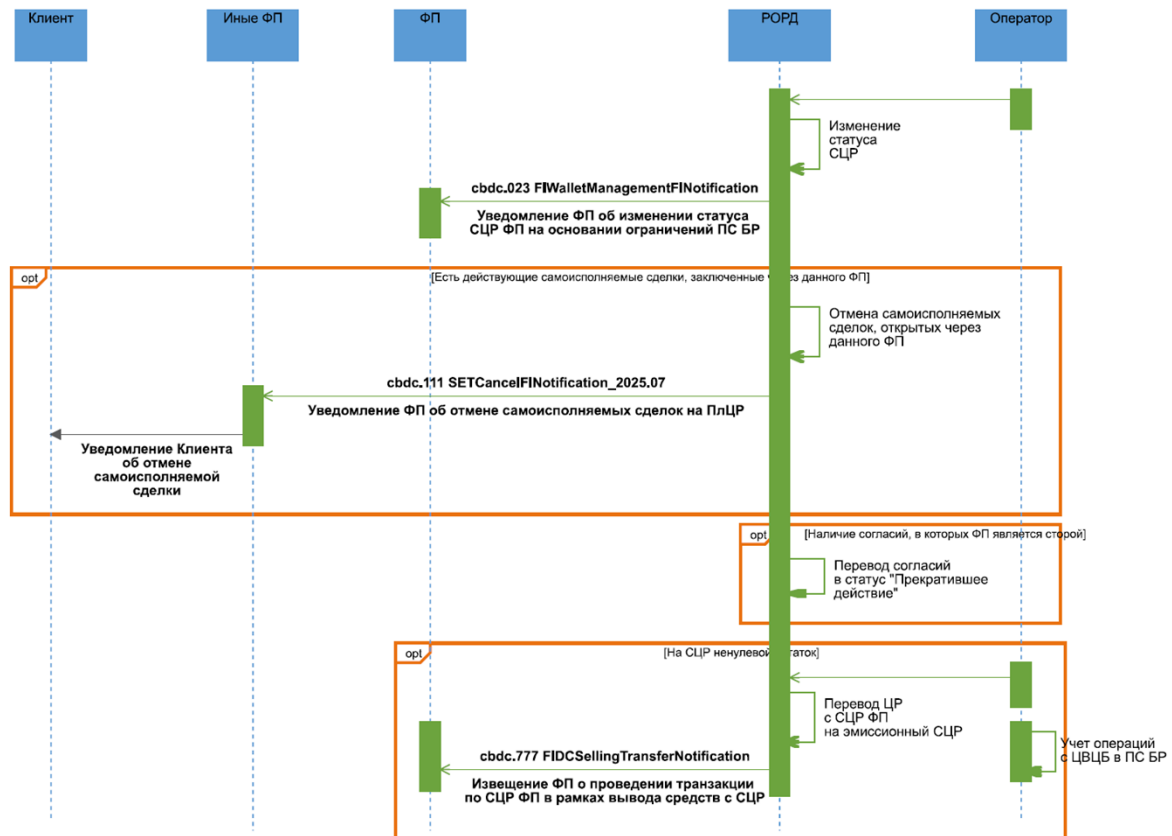 Клиент
Иные ФП
ФП
РОРД
Оператор
Изменение
статуса
СЦР
cbdc.023 FIWalletManagementFINotification
Уведомление ФП об изменении статуса
СЦР ФП на основании ограничений ПС БР
opt
[Есть действующие самоисполняемые сделки, заключенные через данного ФП]
Отмена самоисполняемых
сделок, открытых через
данного ФП
cbdc.111 SETCancelFINotification_2025.07
Уведомление ФП об отмене самоисполняемых сделок на ПлЦР
Уведомление Клиента
об отмене
самоисполняемой
сделки
opt
[Наличие согласий, в которых ФП является сторой]
Перевод согласий
в статус "Прекратившее
действие"
opt
[На СЦР ненулевой остаток]
Перевод ЦР
с СЦР ФП
на эмиссионный СЦР
Учет операций
с ЦВЦБ в ПС БР
cbdc.777 FIDCSellingTransferNotification
Извещение ФП о проведении транзакции
по СЦР ФП в рамках вывода средств с СЦР